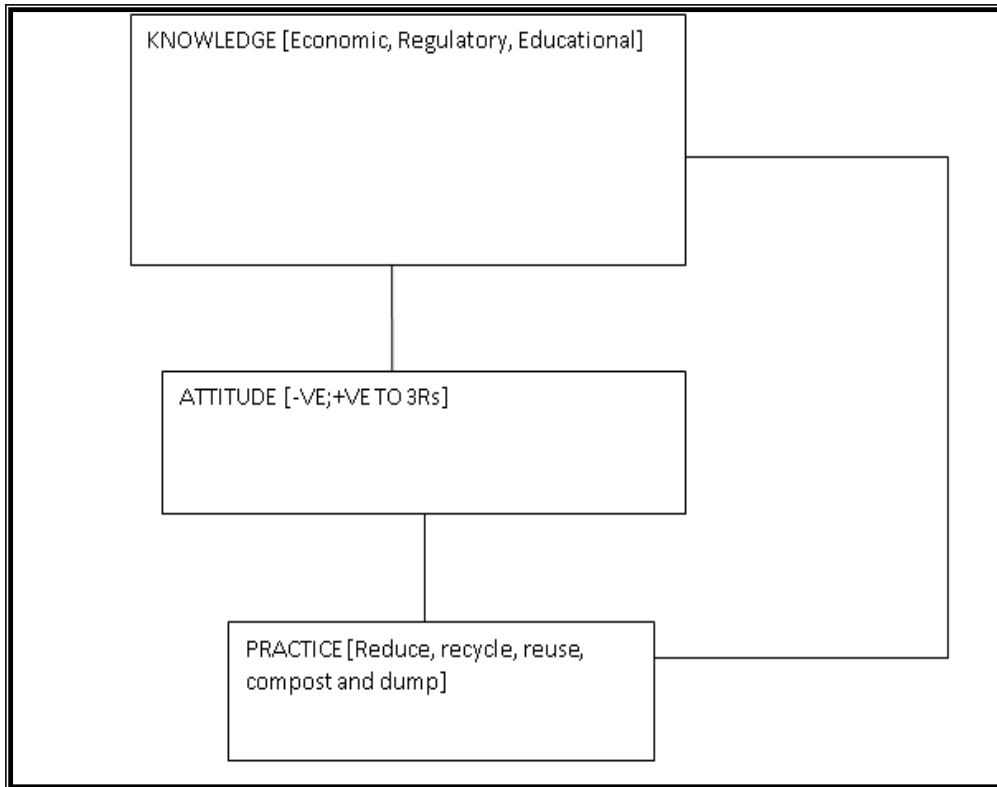 KNOWLEDGE [Economic, Regulatory, Educational]
ATTITUDE [-VE;+VE TO 3Rs]
PRACTICE [Reduce, recycle, reuse,
compost and dump]